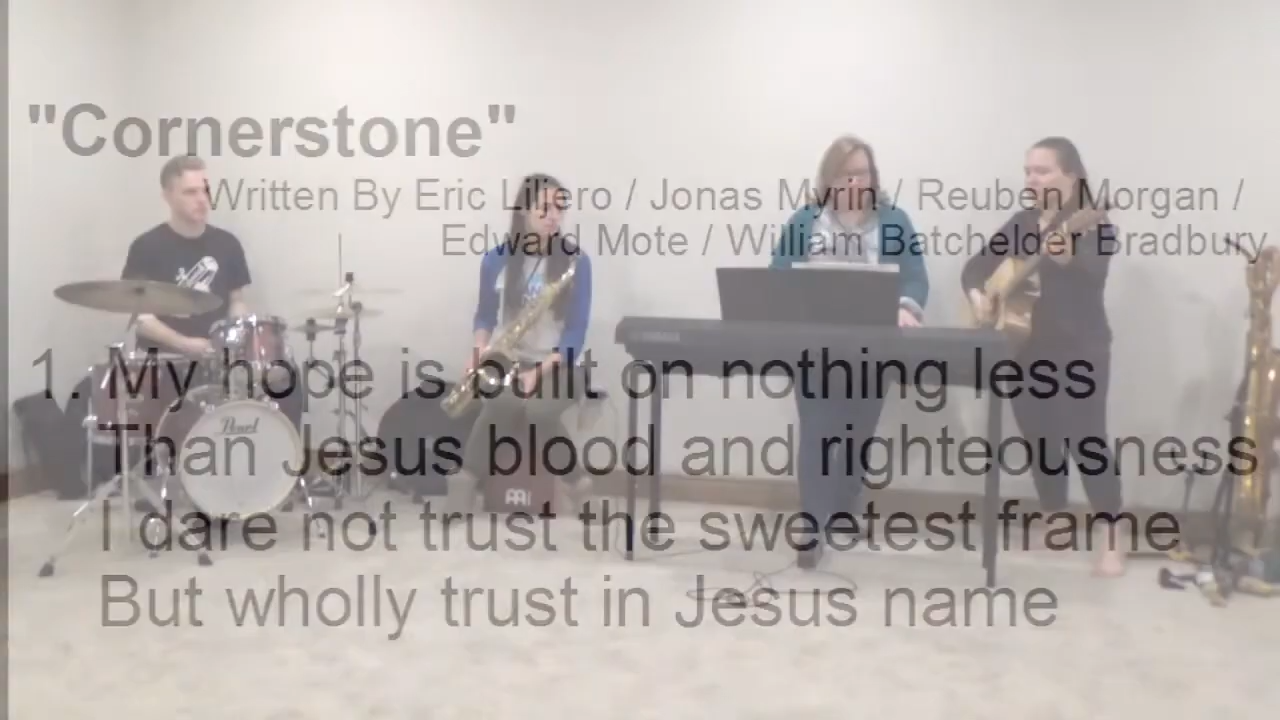 "Cornerstone"
Written By Eric Liljero / Jonas Myrin / Reuben Morgan /
Edward Mote / William Batchelder Bradbury
1. My hope is built on nothing less
Than Jesus blood and righteousness
I dare not trust the sweetest frame
But wholly trust in Jesus name
Pearl